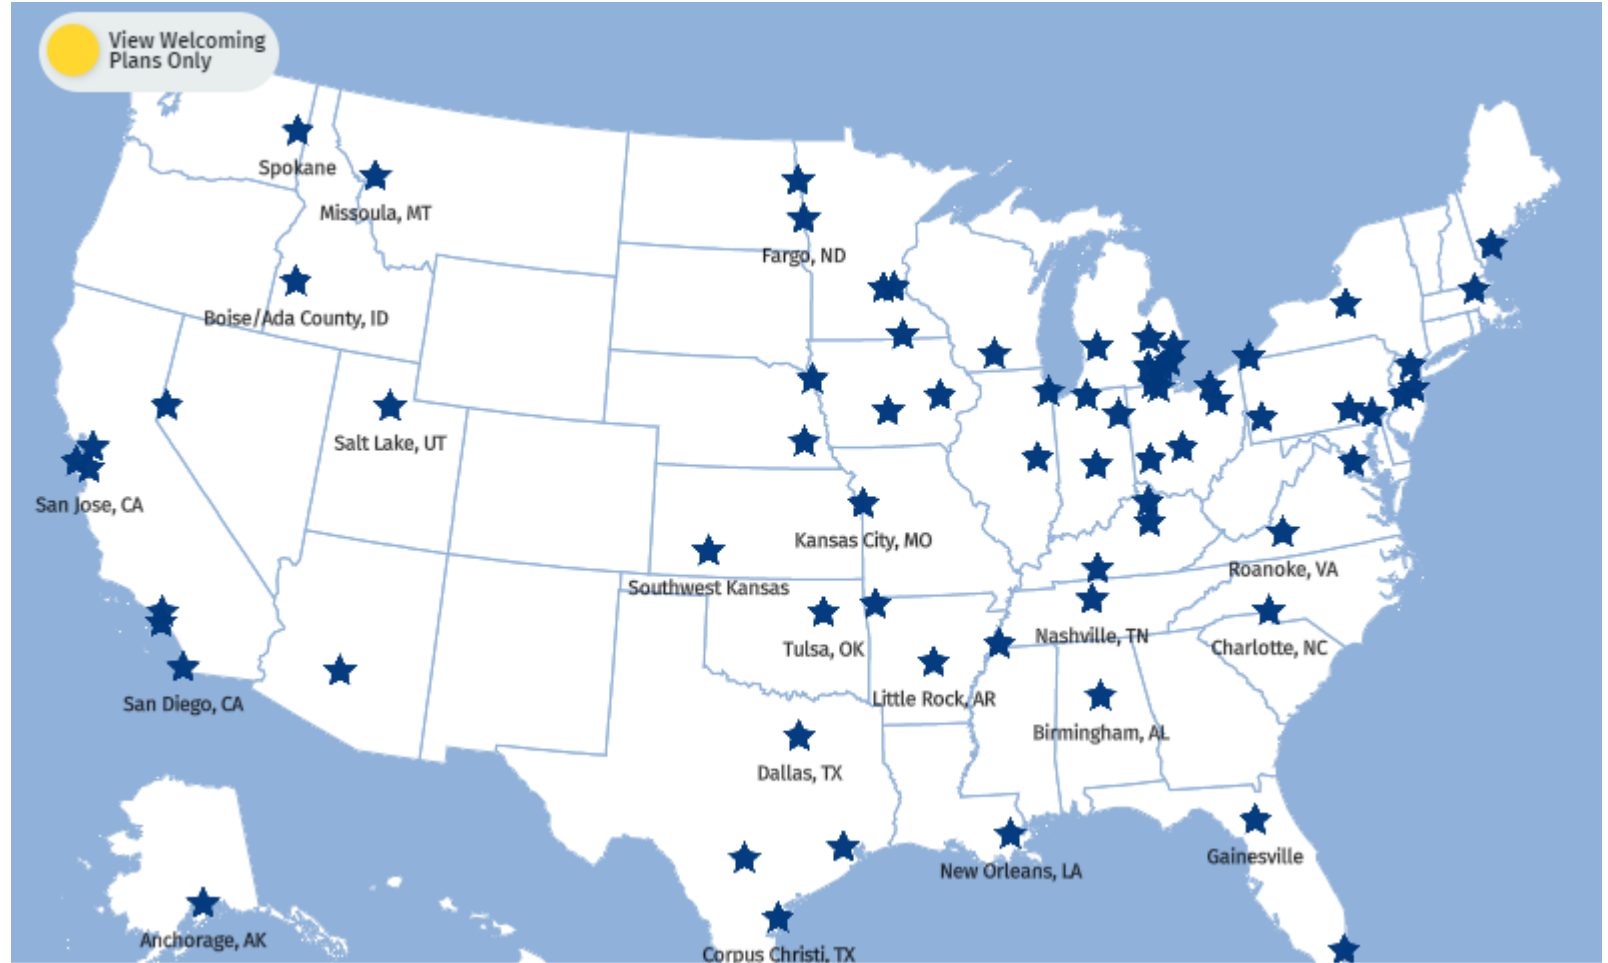 View Welcoming
Plans Only
Spokane
Missoula, MT
Fargo, ND
Boise/Ada County, ID
Salt Lake, UT
San Jose, CA
Kansas City, MO
Roanoke, VA
Southwest Kansas
Nashville, TN
Tulsa, OK
Charlotte, NC
Little Rock, AR
San Diego, CA
Birmingham, AL
Dallas, TX
Gainesville
New Orleans, LA
Anchorage, AK
Corpus Christi, TX